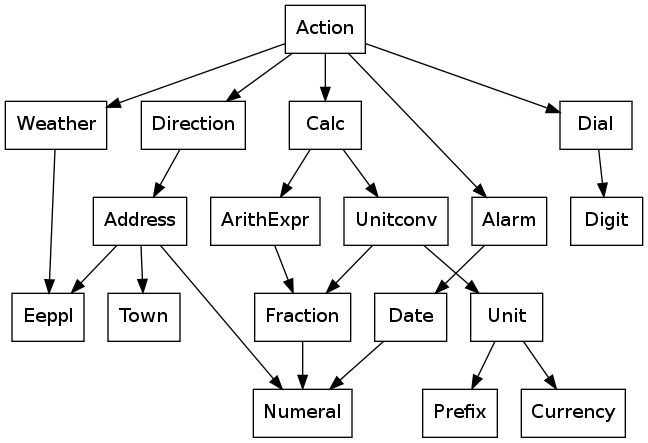 Action
Weather
Direction
Calc
Dial
Address
ArithExpr
Unitconv
Alarm
Digit
Eeppl
Town
Fraction
Date
Unit
Numeral
Prefix
Currency